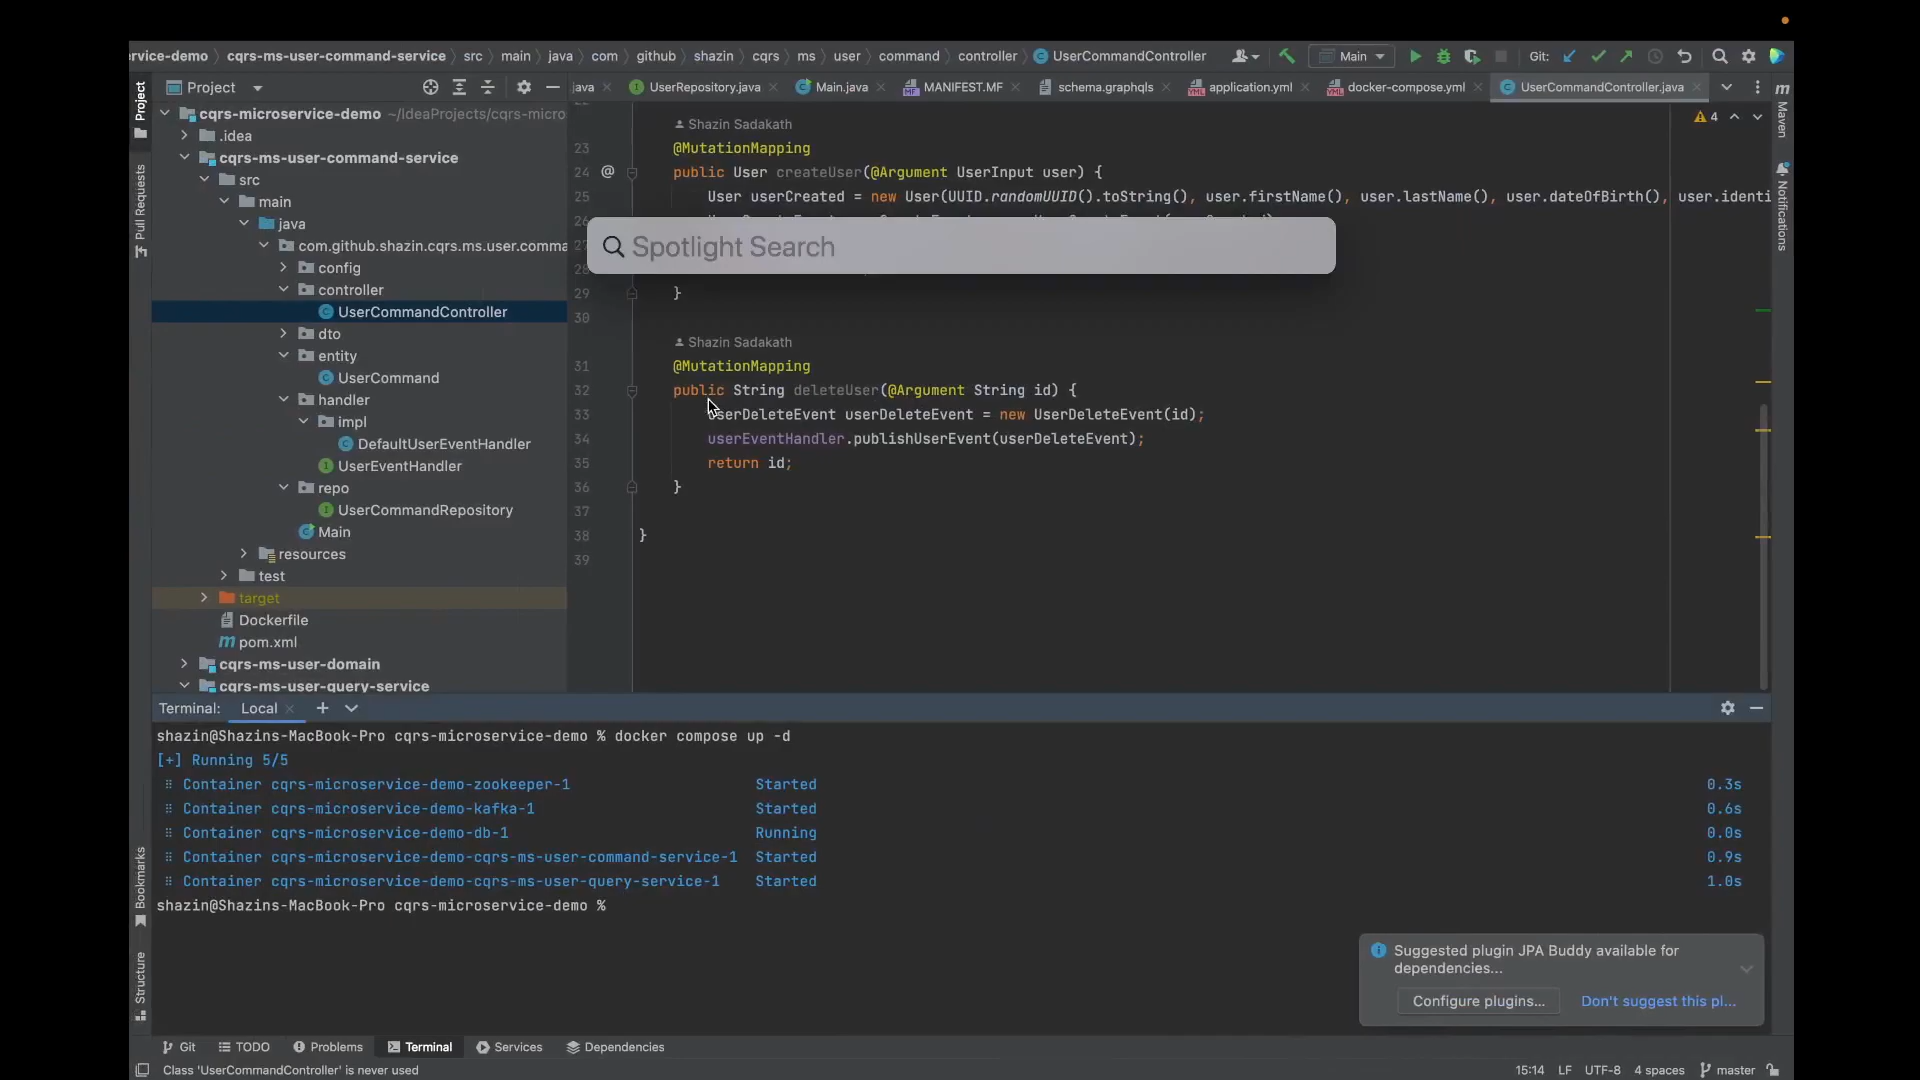 rvice-demo cqrs-ms-user-command-service src main java com github shazin cqrs ms user command controller UserCommandController Main Git:
Project
java UserRepository.java Main.java MANIFEST.MF schema.graphqls application.yml docker-compose.yml UserCommandController.java
Project
Pull Requests
Bookmarks
Structure
Maven
Notifications
cqrs-microservice-demo ~/IdeaProjects/cqrs-micro
.idea
cqrs-ms-user-command-service
src
main
java
com.github.shazin.cqrs.ms.user.comma
config
controller
UserCommandController
dto
entity
UserCommand
handler
impl
DefaultUserEventHandler
UserEventHandler
repo
UserCommandRepository
Main
resources
test
target
Dockerfile
pom.xml
cqrs-ms-user-domain
cqrs-ms-user-query-service
4
Shazin Sadakath
23 @MutationMapping
24 @ public User createUser(@Argument UserInput user) {
25 User userCreated = new User(UUID.randomUUID().toString(), user.firstName(), user.lastName(), user.dateOfBirth(), user.identi
26
Spotlight Search
27
28
29 }
30
Shazin Sadakath
31 @MutationMapping
32 public String deleteUser(@Argument String id) {
33 UserDeleteEvent userDeleteEvent = new UserDeleteEvent(id);
34 userEventHandler.publishUserEvent(userDeleteEvent);
35 return id;
36 }
37
38 }
39
Terminal: Local
shazin@Shazins-MacBook-Pro cqrs-microservice-demo % docker compose up -d
[+] Running 5/5
⠿ Container cqrs-microservice-demo-zookeeper-1 Started 0.3s
⠿ Container cqrs-microservice-demo-kafka-1 Started 0.6s
⠿ Container cqrs-microservice-demo-db-1 Running 0.0s
⠿ Container cqrs-microservice-demo-cqrs-ms-user-command-service-1 Started 0.9s
⠿ Container cqrs-microservice-demo-cqrs-ms-user-query-service-1 Started 1.0s
shazin@Shazins-MacBook-Pro cqrs-microservice-demo %
Suggested plugin JPA Buddy available for
dependencies...
Configure plugins... Don't suggest this pl...
Git TODO Problems Terminal Services Dependencies
Class 'UserCommandController' is never used 15:14 LF UTF-8 4 spaces master